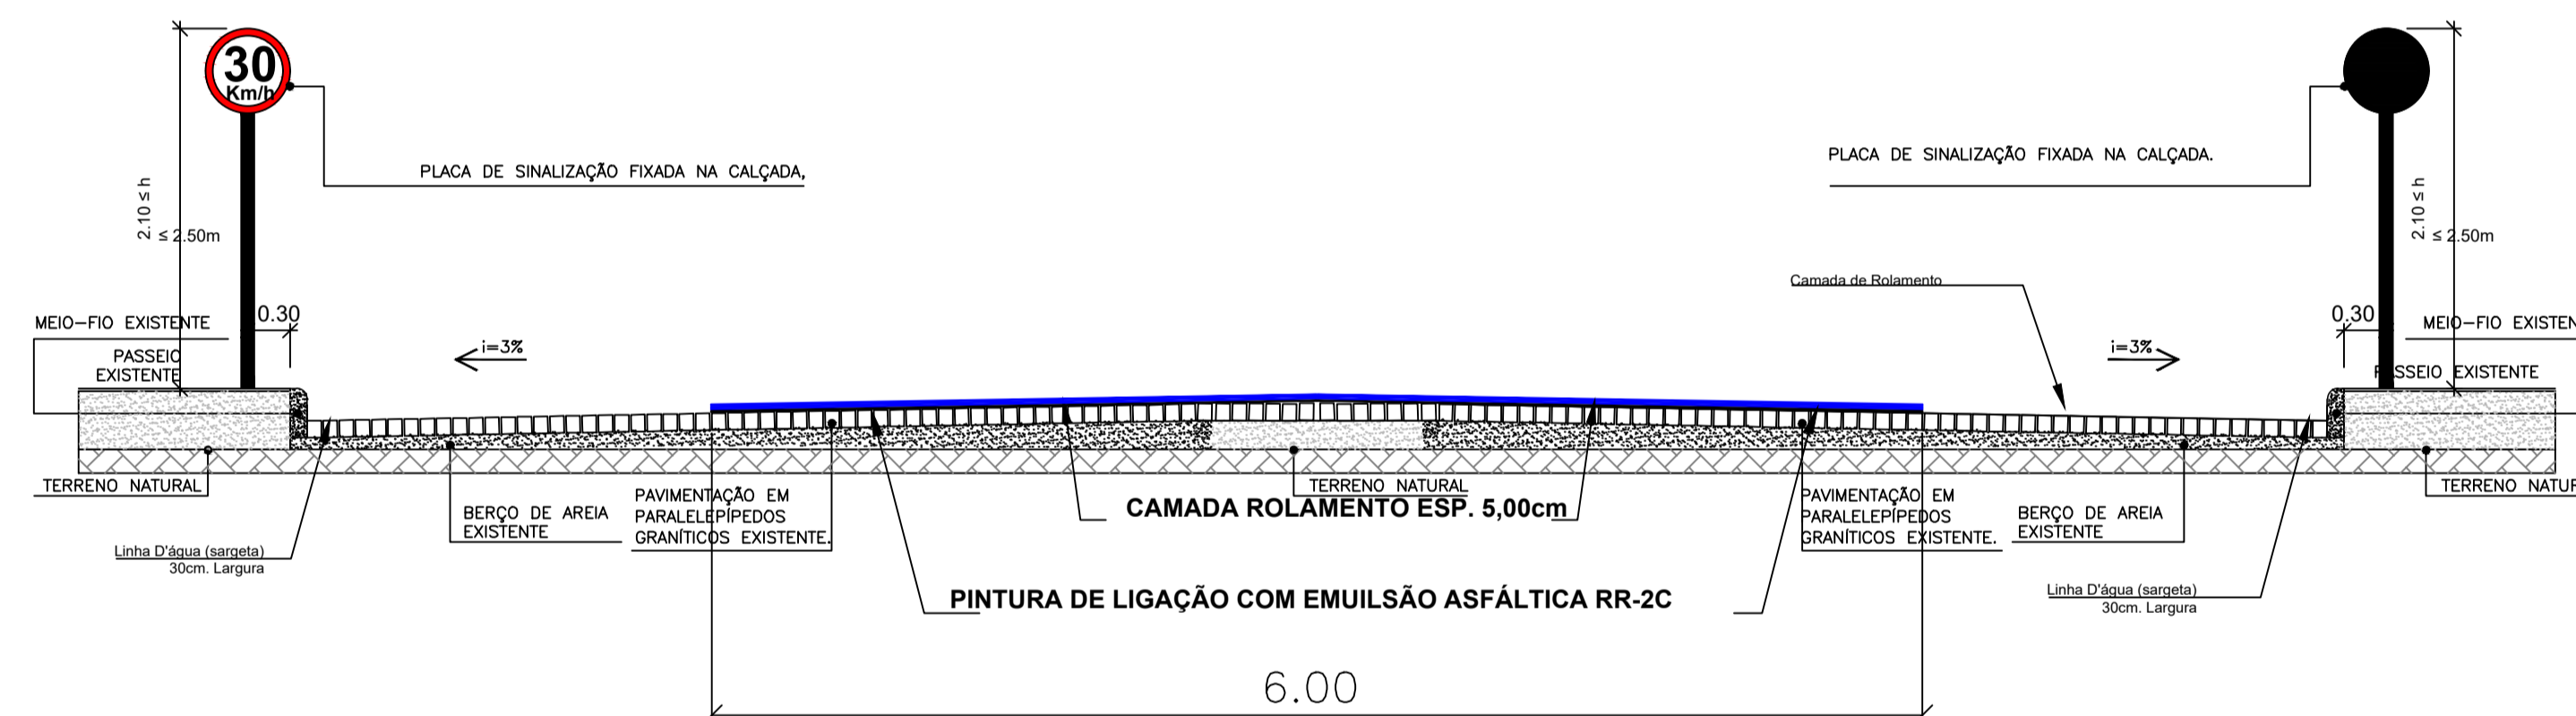 30
Km/h
PLACA DE SINALIZAÇÃO FIXADA NA CALÇADA,
PLACA DE SINALIZAÇÃO FIXADA NA CALÇADA.
2.10 ≤ h
≤ 2.50m
2.10 ≤ h
≤ 2.50m
Camada de Rolamento
0.30
0.30
MEIO-FIO EXISTENTE
MEIO-FIO EXISTEN
i=3%
i=3%
PASSEIO
EXISTENTE
PASSEIO EXISTENTE
TERRENO NATURAL
TERRENO NATURAL
TERRENO NATUR
CAMADA ROLAMENTO ESP. 5,00cm
BERÇO DE AREIA
EXISTENTE
PAVIMENTAÇÃO EM
PARALELEPÍPEDOS
GRANÍTICOS EXISTENTE.
PAVIMENTAÇÃO EM
PARALELEPÍPEDOS
GRANÍTICOS EXISTENTE.
BERÇO DE AREIA
EXISTENTE
Linha D'água (sargeta)
30cm. Largura
PINTURA DE LIGAÇÃO COM EMUILSÃO ASFÁLTICA RR-2C
Linha D'água (sargeta)
30cm. Largura
6.00